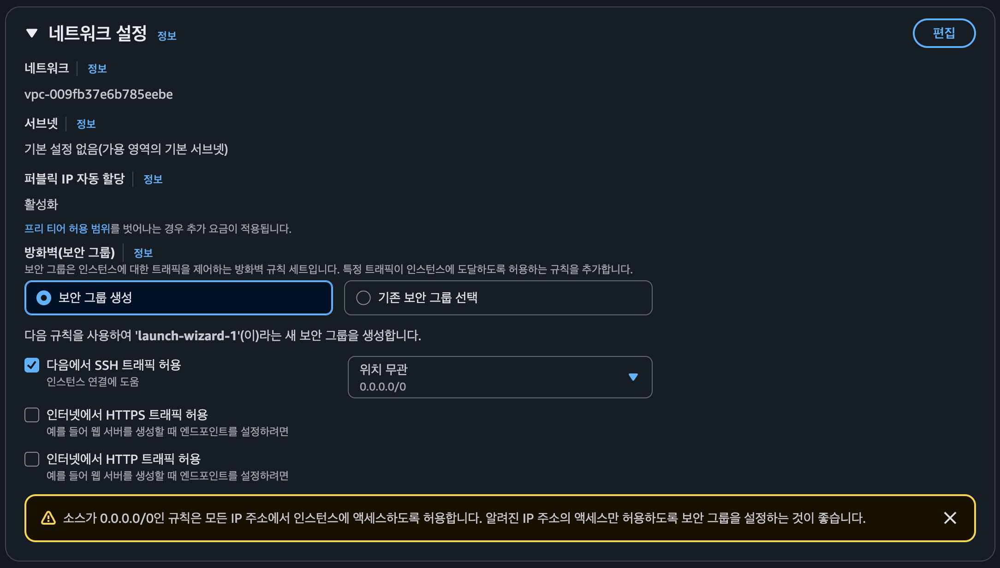 네트워크 설정 정보
편집
네트워크 정보
vpc-009fb37e6b785eebe
서브넷 정보
기본 설정 없음(가용 영역의 기본 서브넷)
퍼블릭 IP 자동 할당 정보
활성화
프리 티어 허용 범위를 벗어나는 경우 추가 요금이 적용됩니다.
방화벽(보안 그룹) 정보
보안 그룹은 인스턴스에 대한 트래픽을 제어하는 방화벽 규칙 세트입니다. 특정 트래픽이 인스턴스에 도달하도록 허용하는 규칙을 추가합니다.
보안 그룹 생성
기존 보안 그룹 선택
다음 규칙을 사용하여 'launch-wizard-1'(이)라는 새 보안 그룹을 생성합니다.
다음에서 SSH 트래픽 허용
인스턴스 연결에 도움
위치 무관
0.0.0.0/0
인터넷에서 HTTPS 트래픽 허용
예를 들어 웹 서버를 생성할 때 엔드포인트를 설정하려면
인터넷에서 HTTP 트래픽 허용
예를 들어 웹 서버를 생성할 때 엔드포인트를 설정하려면
소스가 0.0.0.0/0인 규칙은 모든 IP 주소에서 인스턴스에 액세스하도록 허용합니다. 알려진 IP 주소의 액세스만 허용하도록 보안 그룹을 설정하는 것이 좋습니다.